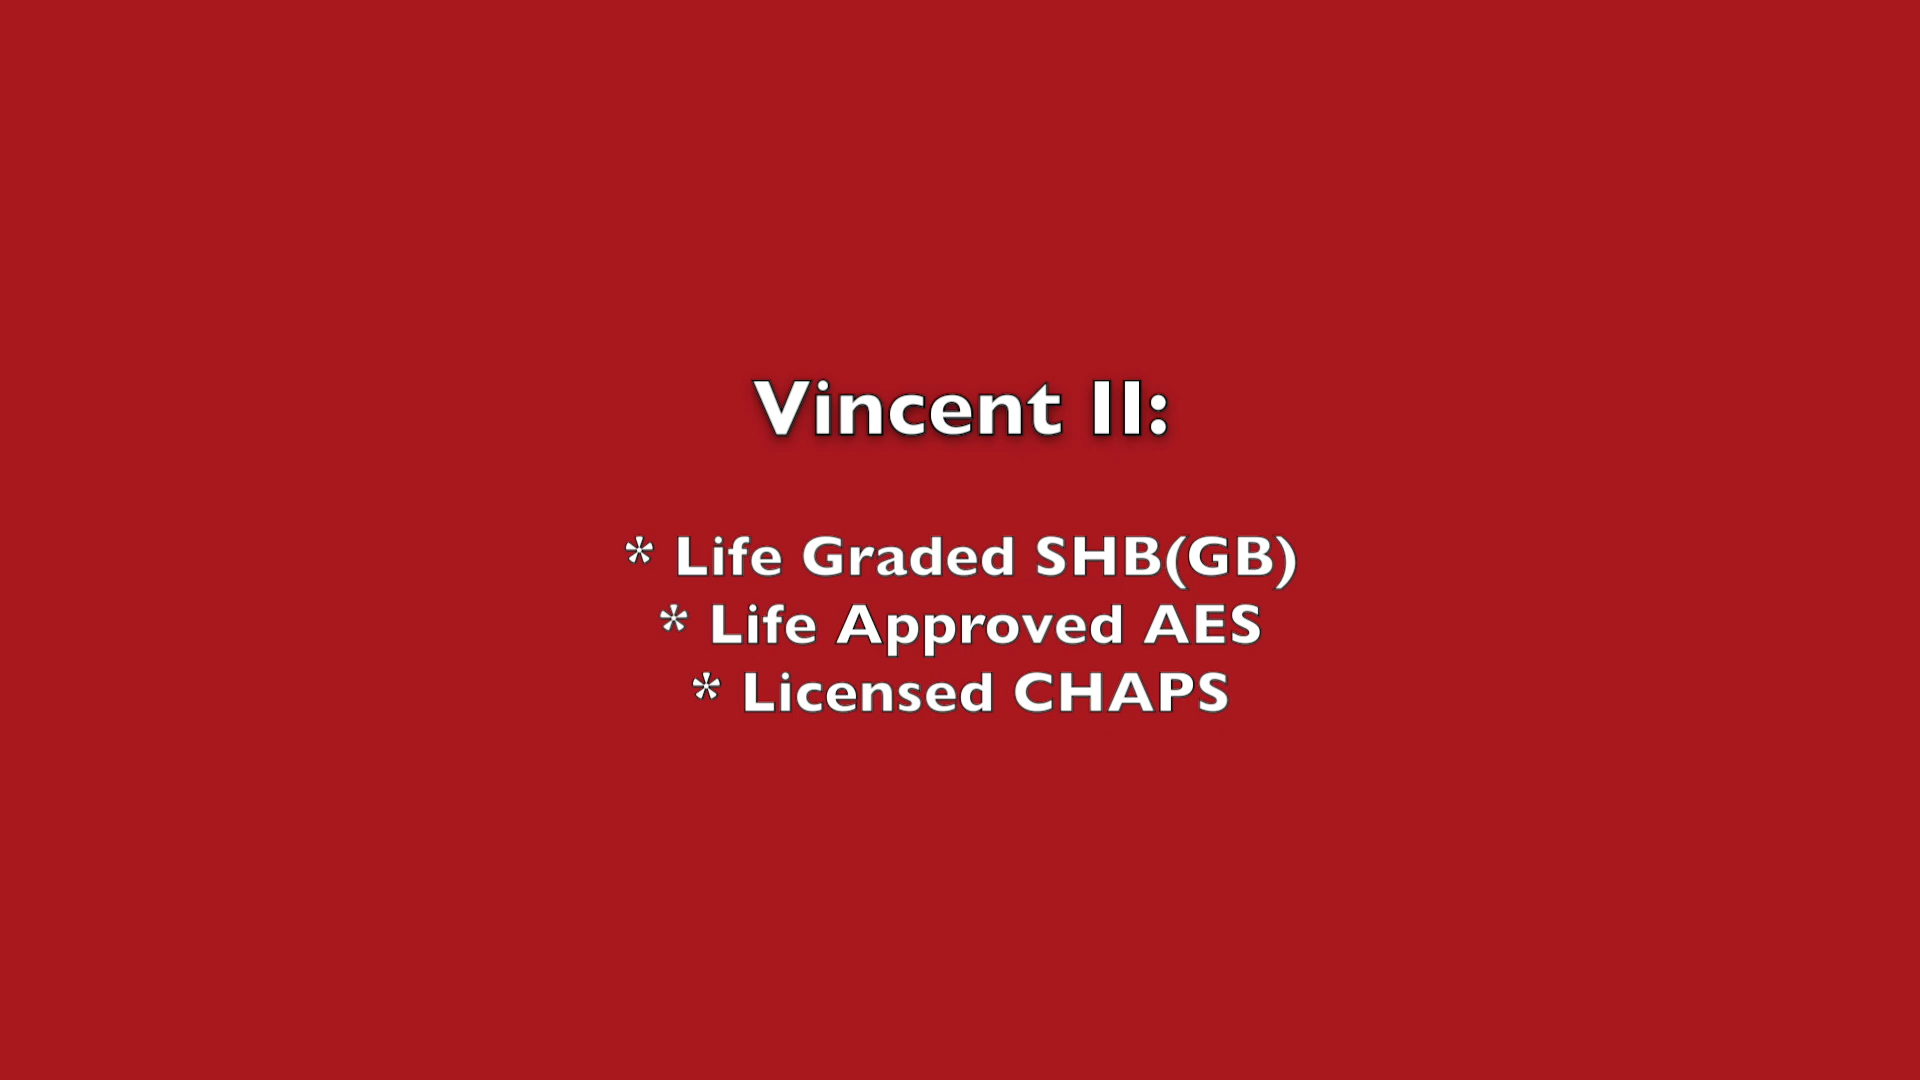 Vincent II:
* Life Graded SHB(GB)
* Life Approved AES
* Licensed CHAPS